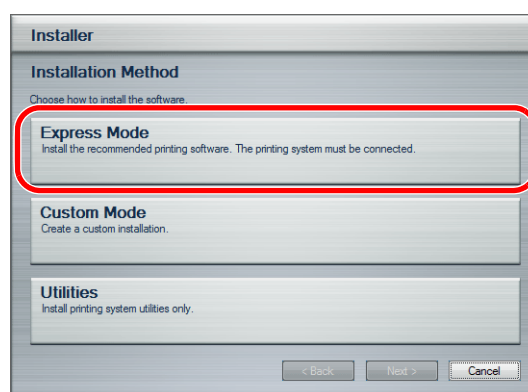 Installer
Installation Method
Choose how to install the software.
Express Mode
Install the recommended printing software. The printing system must be connected.
Custom Mode
Create a custom installation.
Utilities
Install printing system utilities only.
< Back Next > Cancel